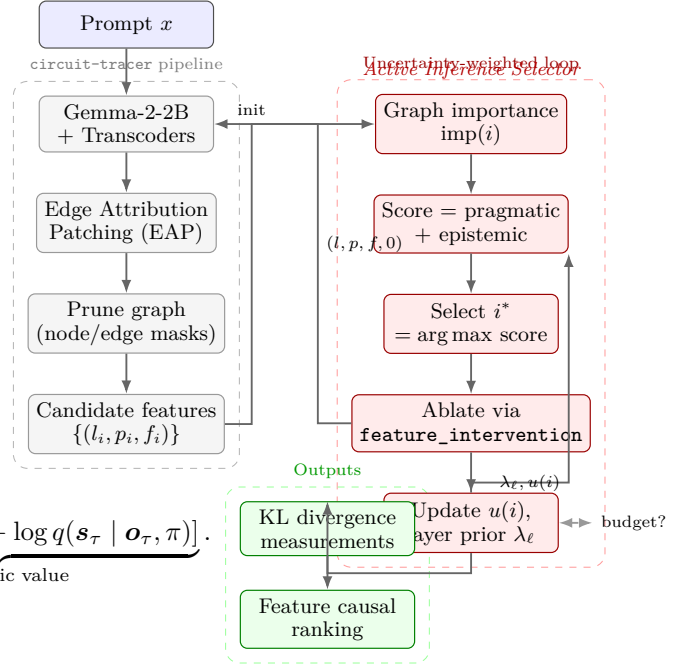 Prompt x
circuit-tracer pipeline
Gemma-2-2B
+ Transcoders
Edge Attribution
Patching (EAP)
Prune graph
(node/edge masks)
Candidate features
{(l_i, p_i, f_i)}
init
Uncertainty-weighted loop
Active Inference Selector
Graph importance
imp(i)
Score = pragmatic
+ epistemic
(l, p, f, 0)
Select i*
= arg max score
Ablate via
feature_intervention
λ_ℓ, u(i)
Update u(i),
ayer prior λ_ℓ
budget?
Outputs
KL divergence
measurements
Feature causal
ranking
log q(s_τ | o_τ, π)] .
ic value